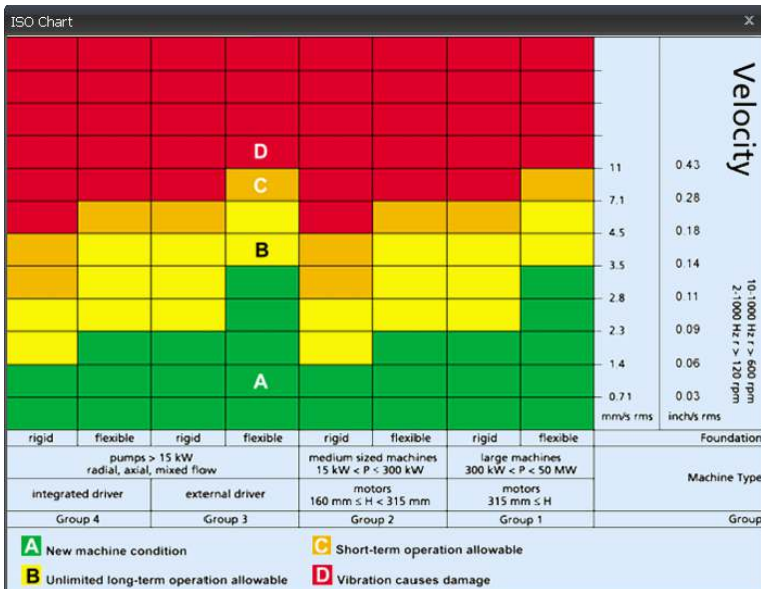 ISO Chart x
Velocity
10-1000 Hz r > 600 rpm
2-1000 Hz r > 120 rpm
D
C
B
A
11 0.43
7.1 0.28
4.5 0.18
3.5 0.14
2.8 0.11
2.3 0.09
1.4 0.06
0.71 0.03
mm/s rms inch/s rms
rigid flexible rigid flexible rigid flexible rigid flexible Foundation
pumps > 15 kW medium sized machines large machines
radial, axial, mixed flow 15 kW < P ≤ 300 kW 300 kW < P < 50 MW
Machine Type
integrated driver external driver motors motors
160 mm ≤ H < 315 mm 315 mm ≤ H
Group 4 Group 3 Group 2 Group 1 Group
A New machine condition C Short-term operation allowable
B Unlimited long-term operation allowable D Vibration causes damage